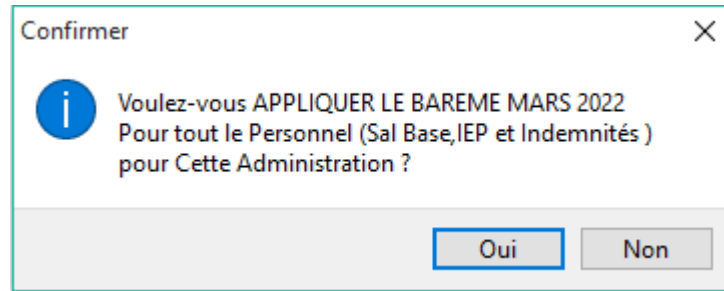 Confirmer
Voulez-vous APPLIQUER LE BAREME MARS 2022
Pour tout le Personnel (Sal Base,IEP et Indemnités )
pour Cette Administration ?
Oui
Non